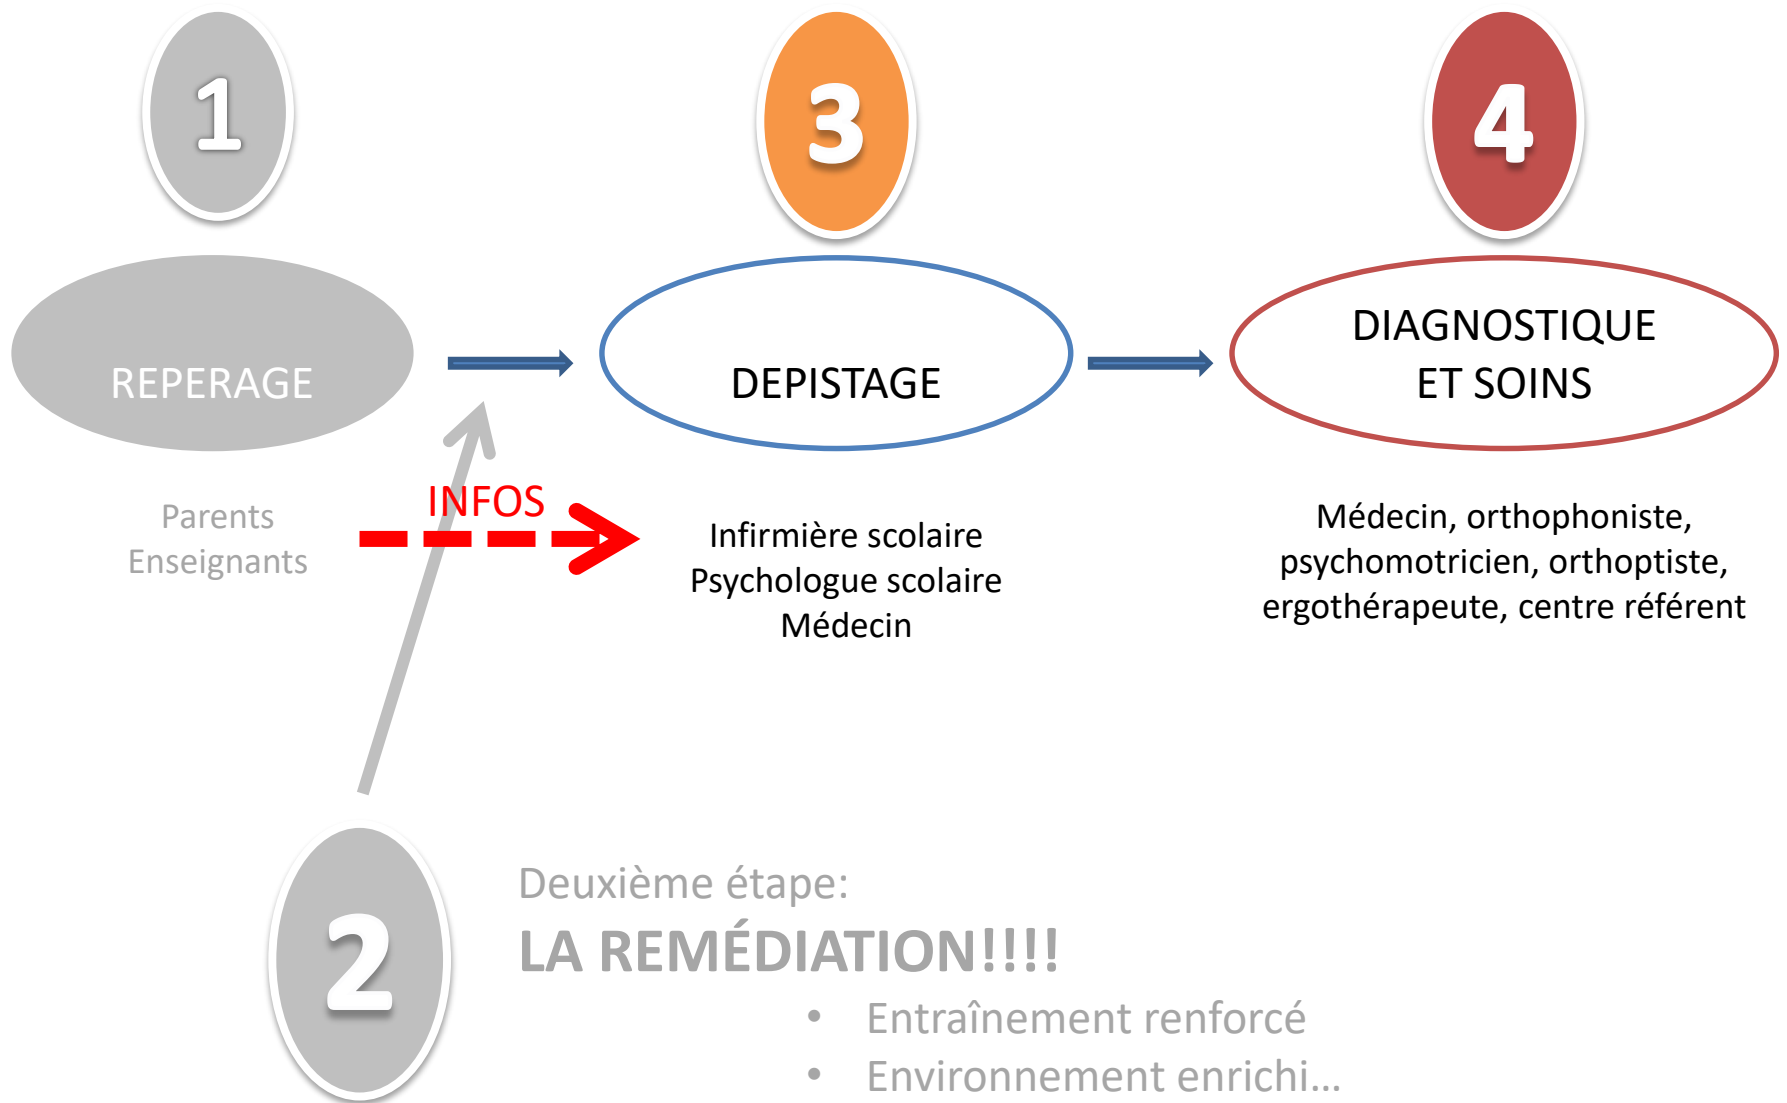 1
3
4
REPERAGE
DEPISTAGE
DIAGNOSTIQUE
ET SOINS
Parents
Enseignants
INFOS
Infirmière scolaire
Psychologue scolaire
Médecin
Médecin, orthophoniste,
psychomotricien, orthoptiste,
ergothérapeute, centre référent
2
Deuxième étape:
LA REMÉDIATION!!!!
• Entraînement renforcé
• Environnement enrichi...